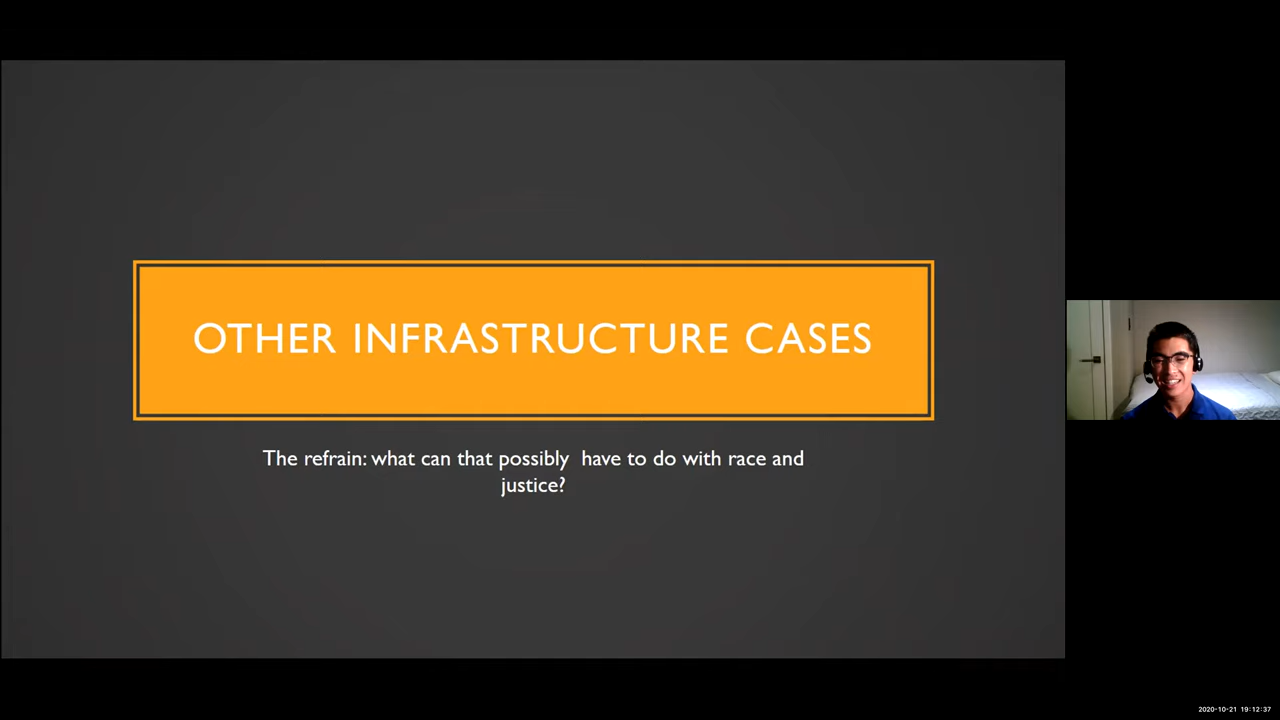 OTHER INFRASTRUCTURE CASES
The refrain: what can that possibly  have to do with race and
justice?
2020-10-21 19:12:37